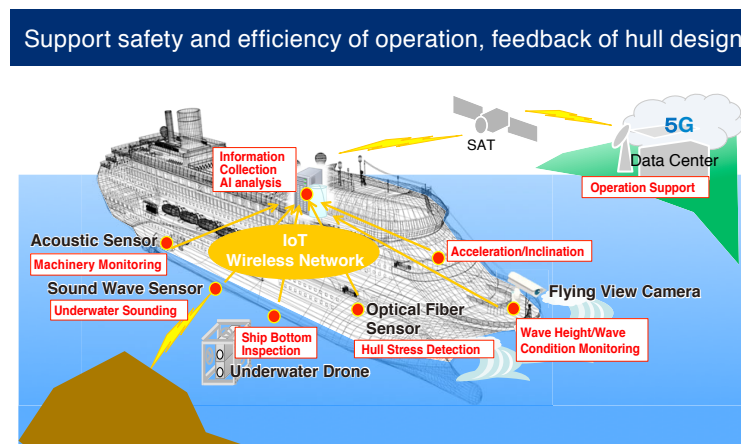 Support safety and efficiency of operation, feedback of hull design
SAT
5G
Data Center
Operation Support
Information
Collection
AI analysis
IoT
Wireless Network
Acoustic Sensor
Machinery Monitoring
Acceleration/Inclination
Sound Wave Sensor
Underwater Sounding
Flying View Camera
Optical Fiber
Sensor
Hull Stress Detection
Wave Height/Wave
Condition Monitoring
Ship Bottom
Inspection
Underwater Drone